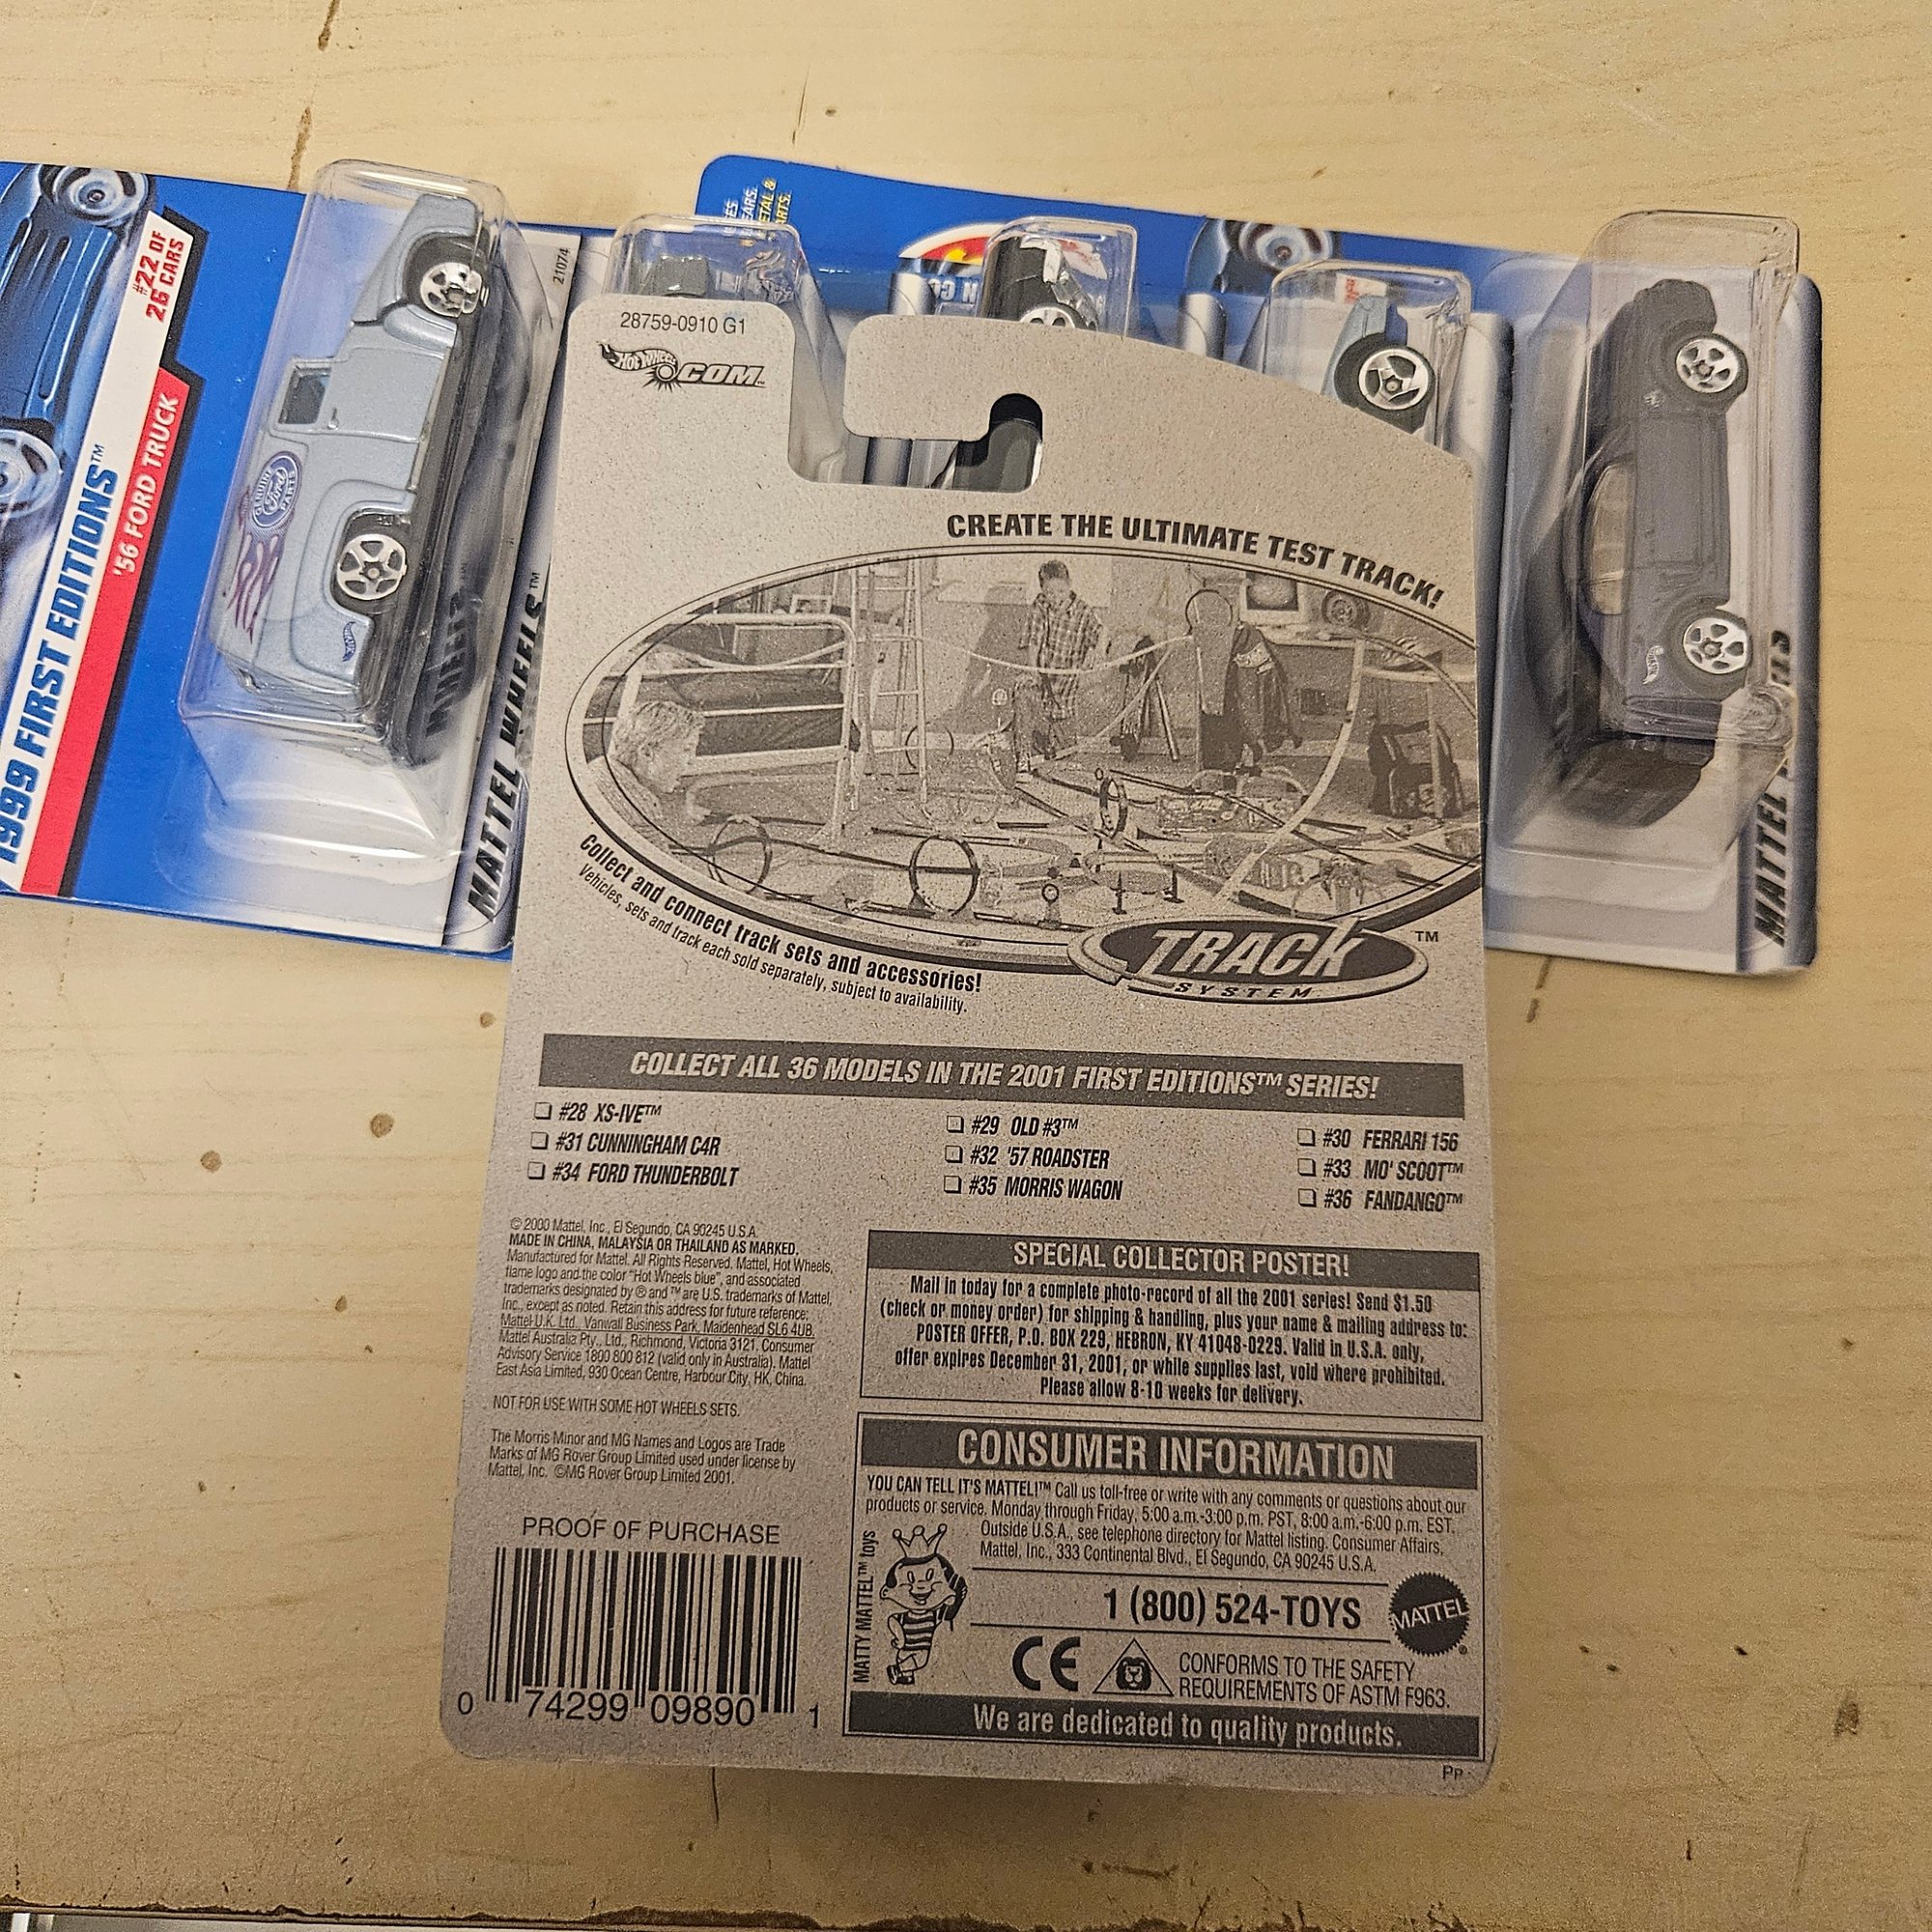 #22 OF
26 CARS
1999 FIRST EDITIONS™
'56 FORD TRUCK
GENUINE
Ford
PARTS
21074
MATTEL WHEELS™
28759-0910 G1
HOT WHEELS
.COM™
CREATE THE ULTIMATE TEST TRACK!
Collect and connect track sets and accessories!
Vehicles, sets and track each sold separately, subject to availability.
TRACK™
SYSTEM
COLLECT ALL 36 MODELS IN THE 2001 FIRST EDITIONS™ SERIES!
#28 XS-IVE™
#29 OLD #3™
#30 FERRARI 156
#31 CUNNINGHAM C4R
#32 '57 ROADSTER
#33 MO' SCOOT™
#34 FORD THUNDERBOLT
#35 MORRIS WAGON
#36 FANDANGO™
© 2000 Mattel, Inc., El Segundo, CA 90245 U.S.A.
MADE IN CHINA, MALAYSIA OR THAILAND AS MARKED.
Manufactured for Mattel. All Rights Reserved. Mattel, Hot Wheels,
flame logo and the color "Hot Wheels blue", and associated
trademarks designated by ® and ™ are U.S. trademarks of Mattel,
Inc., except as noted. Retain this address for future reference:
Mattel U.K. Ltd., Vanwall Business Park, Maidenhead SL6 4UB.
Mattel Australia Pty., Ltd., Richmond, Victoria 3121. Consumer
Advisory Service 1800 800 812 (valid only in Australia). Mattel
East Asia Limited, 930 Ocean Centre, Harbour City, HK, China.
NOT FOR USE WITH SOME HOT WHEELS SETS.
The Morris Minor and MG Names and Logos are Trade
Marks of MG Rover Group Limited used under license by
Mattel, Inc. ©MG Rover Group Limited 2001.
PROOF OF PURCHASE
0 74299 09890 1
SPECIAL COLLECTOR POSTER!
Mail in today for a complete photo-record of all the 2001 series! Send $1.50
(check or money order) for shipping & handling, plus your name & mailing address to:
POSTER OFFER, P.O. BOX 229, HEBRON, KY 41048-0229. Valid in U.S.A. only,
offer expires December 31, 2001, or while supplies last, void where prohibited.
Please allow 8-10 weeks for delivery.
CONSUMER INFORMATION
YOU CAN TELL IT'S MATTEL!™ Call us toll-free or write with any comments or questions about our
products or service, Monday through Friday, 5:00 a.m.-3:00 p.m. PST, 8:00 a.m.-6:00 p.m. EST.
Outside U.S.A., see telephone directory for Mattel listing. Consumer Affairs,
Mattel, Inc., 333 Continental Blvd., El Segundo, CA 90245 U.S.A.
MATTY MATTEL™ toys
1 (800) 524-TOYS
MATTEL®
CE
CONFORMS TO THE SAFETY
REQUIREMENTS OF ASTM F963.
We are dedicated to quality products.
PP
MATTEL